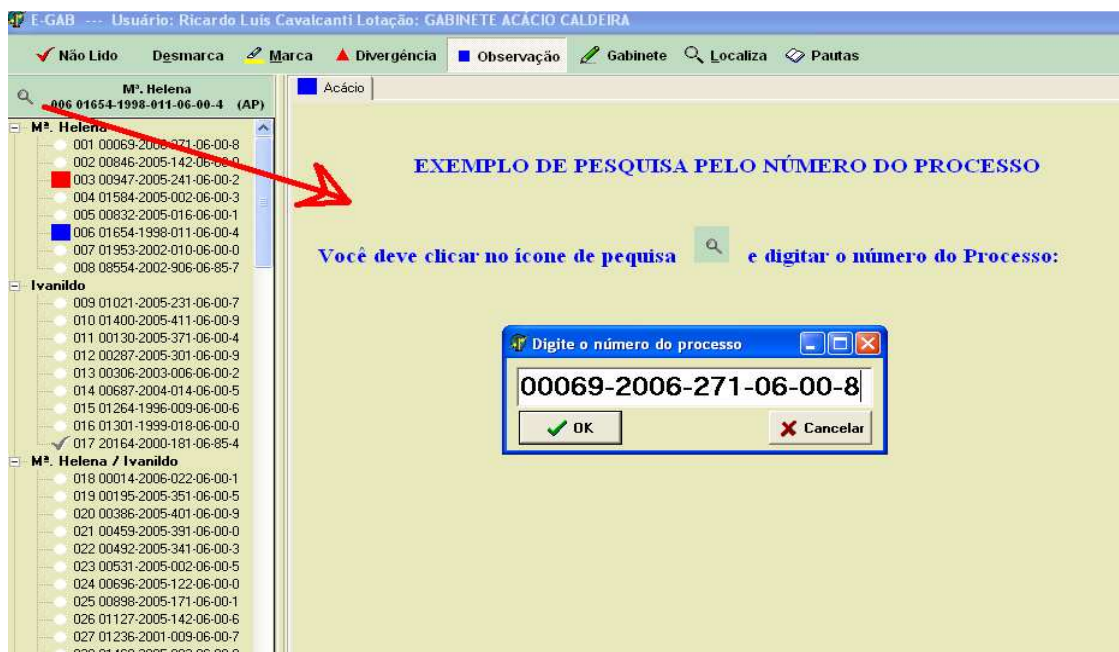 E-GAB --- Usuário: Ricardo Luís Cavalcanti Lotação: GABINETE ACÁCIO CALDEIRA
Não Lido Desmarca Marca Divergência Observação Gabinete Localiza Pautas
Mª. Helena
006 01654-1998-011-06-00-4 (AP)
Acácio
Mª. Helena
001 00069-2006-271-06-00-8
002 00846-2005-142-06-00-9
003 00947-2005-241-06-00-2
004 01584-2005-002-06-00-3
005 00832-2005-016-06-00-1
006 01654-1998-011-06-00-4
007 01953-2002-010-06-00-0
008 08554-2002-906-06-85-7
Ivanildo
009 01021-2005-231-06-00-7
010 01400-2005-411-06-00-9
011 00130-2005-371-06-00-4
012 00287-2005-301-06-00-9
013 00306-2003-006-06-00-2
014 00687-2004-014-06-00-5
015 01264-1996-009-06-00-6
016 01301-1999-018-06-00-0
017 20164-2000-181-06-85-4
Mª. Helena / Ivanildo
018 00014-2006-022-06-00-1
019 00195-2005-351-06-00-5
020 00386-2005-401-06-00-9
021 00459-2005-391-06-00-0
022 00492-2005-341-06-00-3
023 00531-2005-002-06-00-5
024 00696-2005-122-06-00-0
025 00898-2005-171-06-00-1
026 01127-2005-142-06-00-6
027 01236-2001-009-06-00-7
EXEMPLO DE PESQUISA PELO NÚMERO DO PROCESSO
Você deve clicar no ícone de pequisa e digitar o número do Processo:
Digite o número do processo
00069-2006-271-06-00-8
OK Cancelar